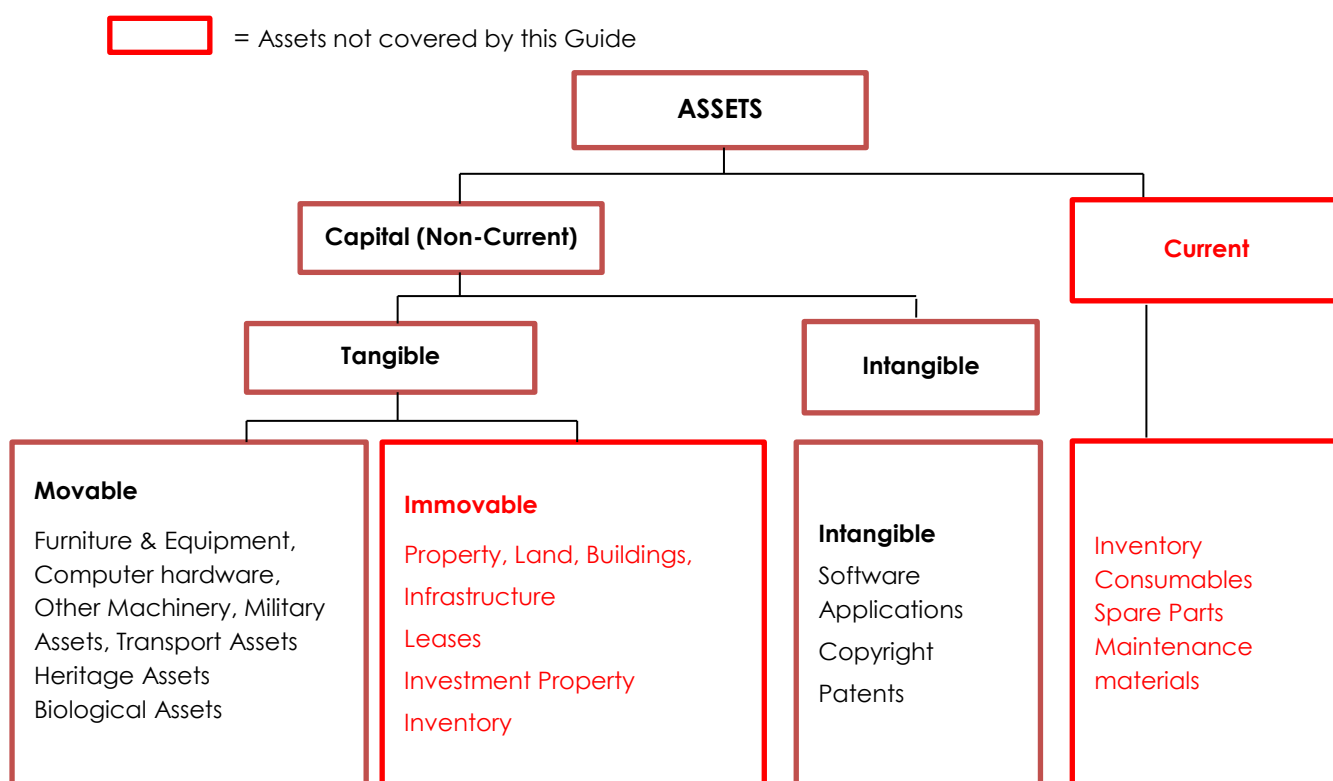 = Assets not covered by this Guide
ASSETS
Capital (Non-Current)
Current
Tangible
Intangible
Movable
Furniture & Equipment,
Computer hardware,
Other Machinery, Military
Assets, Transport Assets
Heritage Assets
Biological Assets
Immovable
Property, Land, Buildings,
Infrastructure
Leases
Investment Property
Inventory
Intangible
Software
Applications
Copyright
Patents
Inventory
Consumables
Spare Parts
Maintenance
materials